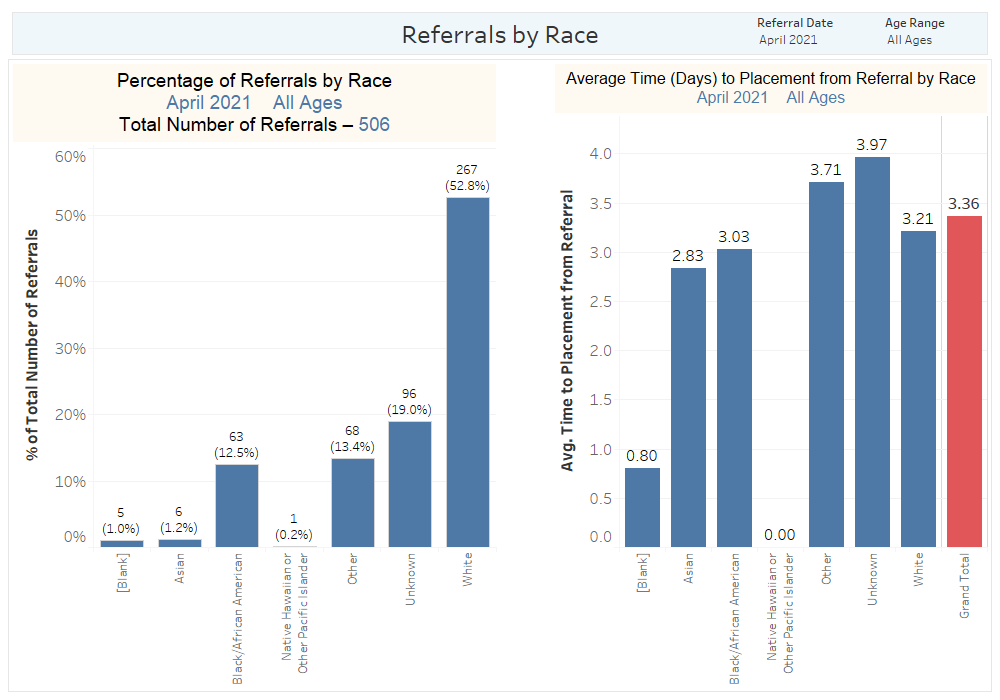 Referrals by Race
Referral Date
April 2021
Age Range
All Ages
Percentage of Referrals by Race
April 2021 All Ages
Total Number of Referrals – 506
% of Total Number of Referrals
60%
50%
40%
30%
20%
10%
0%
5
(1.0%)
6
(1.2%)
63
(12.5%)
1
(0.2%)
68
(13.4%)
96
(19.0%)
267
(52.8%)
[Blank]
Asian
Black/African American
Native Hawaiian or
Other Pacific Islander
Other
Unknown
White
Average Time (Days) to Placement from Referral by Race
April 2021 All Ages
Avg. Time to Placement from Referral
4.0
3.5
3.0
2.5
2.0
1.5
1.0
0.5
0.0
0.80
2.83
3.03
0.00
3.71
3.97
3.21
3.36
[Blank]
Asian
Black/African American
Native Hawaiian or
Other Pacific Islander
Other
Unknown
White
Grand Total